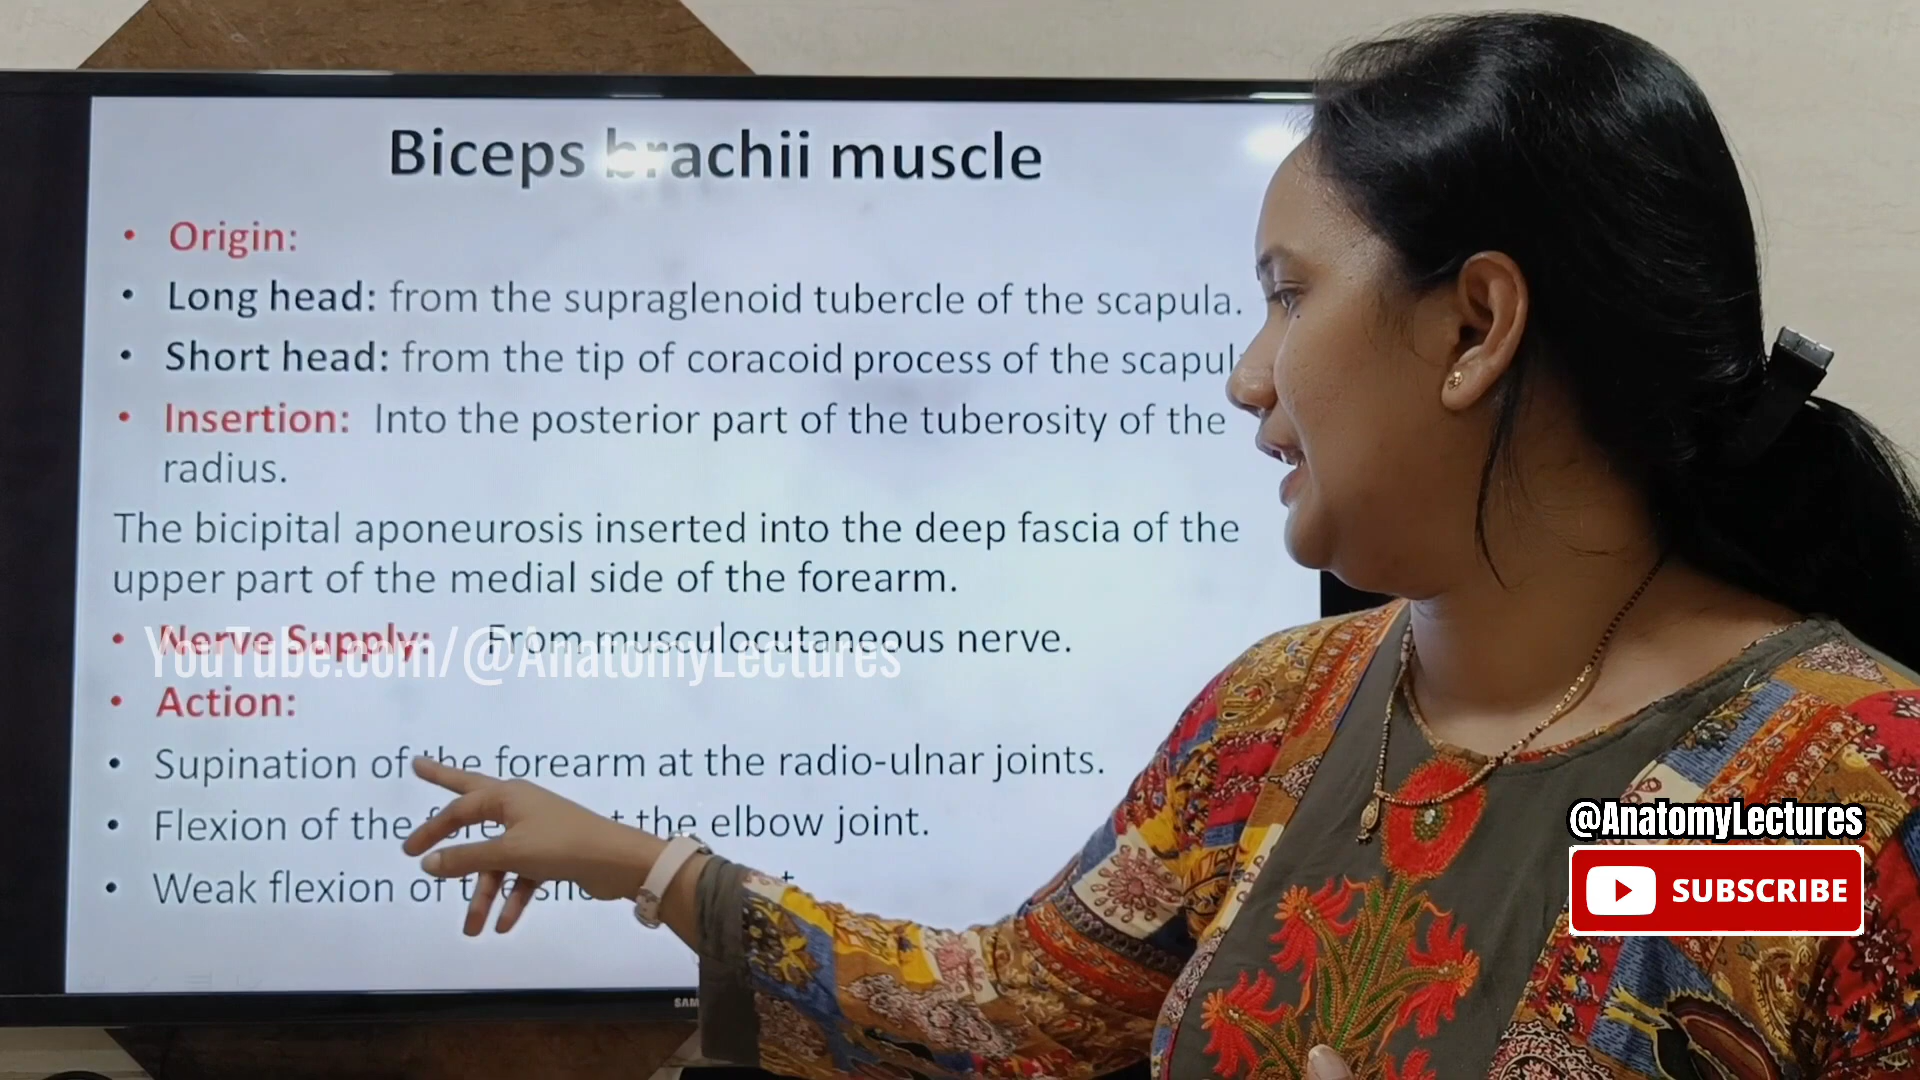 Biceps brachii muscle
• Origin:
• Long head: from the supraglenoid tubercle of the scapula.
• Short head: from the tip of coracoid process of the
• Insertion: Into the posterior part of the tuberosity of the
radius.
The bicipital aponeurosis inserted into the deep fascia of the
upper part of the medial side of the forearm.
• Nerve Supply: From musculocutaneous nerve.
YouTube.com/@AnatomyLectures
• Action:
• Supination of the forearm at the radio-ulnar joints.
• Flexion of the the elbow joint.
• Weak flexion of
@AnatomyLectures
SUBSCRIBE